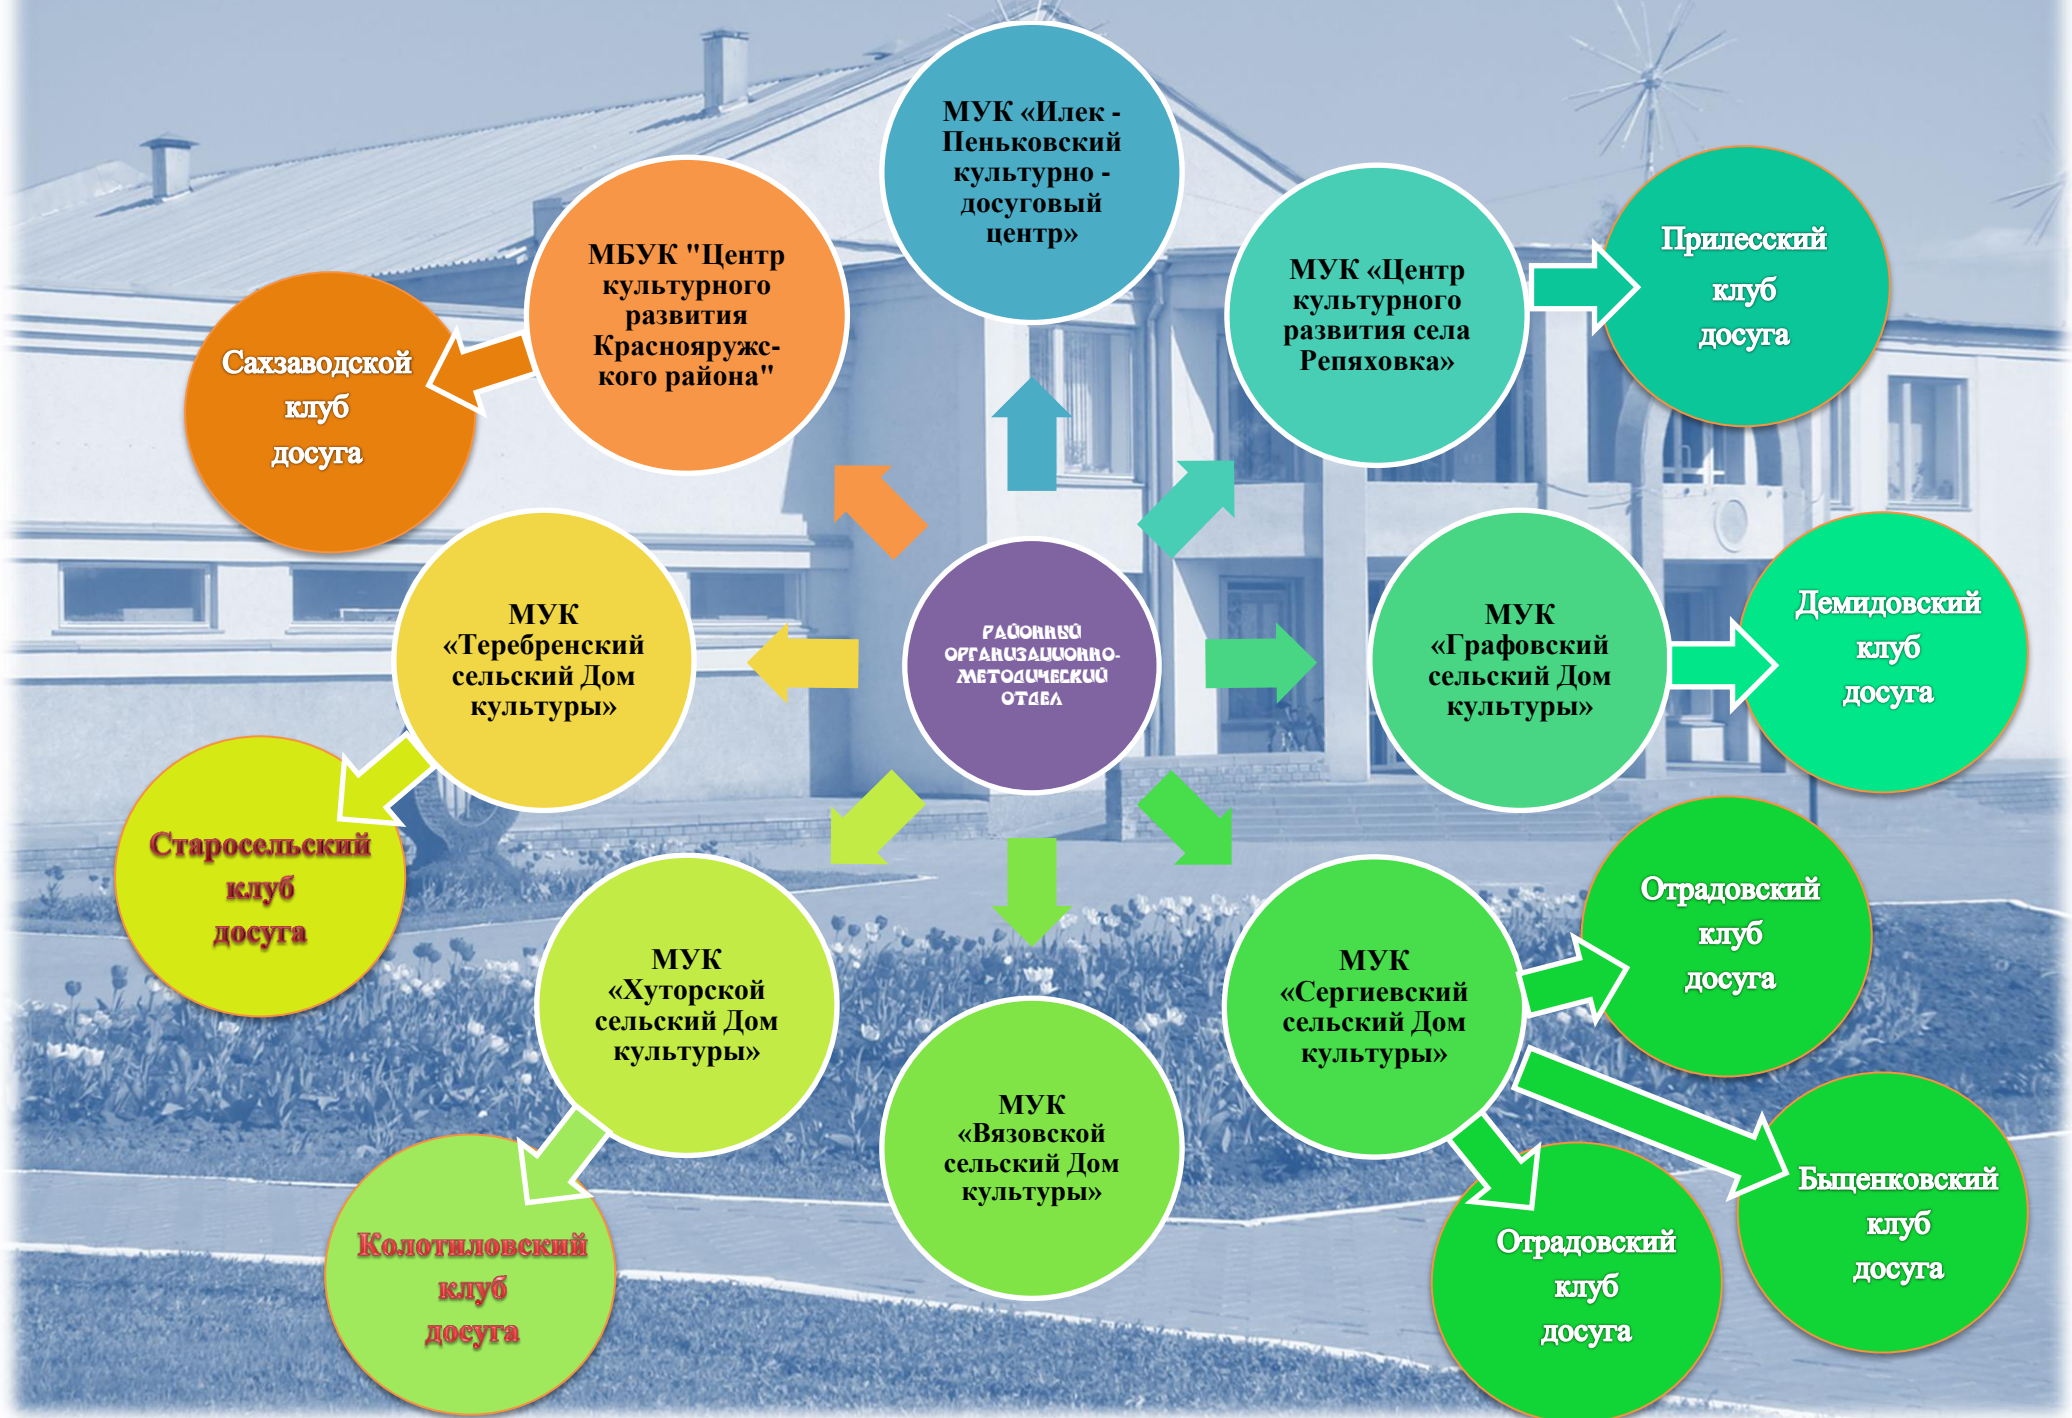 МУК «Илек -
Пеньковский
культурно -
досуговый
центр»
МБУК "Центр
культурного
развития
Краснояружс-
кого района"
МУК «Центр
культурного
развития села
Репяховка»
Прилесский
клуб
досуга
Сахзаводской
клуб
досуга
МУК
«Теребренский
сельский Дом
культуры»
РАЙОННЫЙ
ОРГАНИЗАЦИОННО-
МЕТОДИЧЕСКИЙ
ОТДЕЛ
МУК
«Графовский
сельский Дом
культуры»
Демидовский
клуб
досуга
Старосельский
клуб
досуга
МУК
«Хуторской
сельский Дом
культуры»
МУК
«Вязовской
сельский Дом
культуры»
МУК
«Сергиевский
сельский Дом
культуры»
Отрадовский
клуб
досуга
Колотиловский
клуб
досуга
Отрадовский
клуб
досуга
Быценковский
клуб
досуга